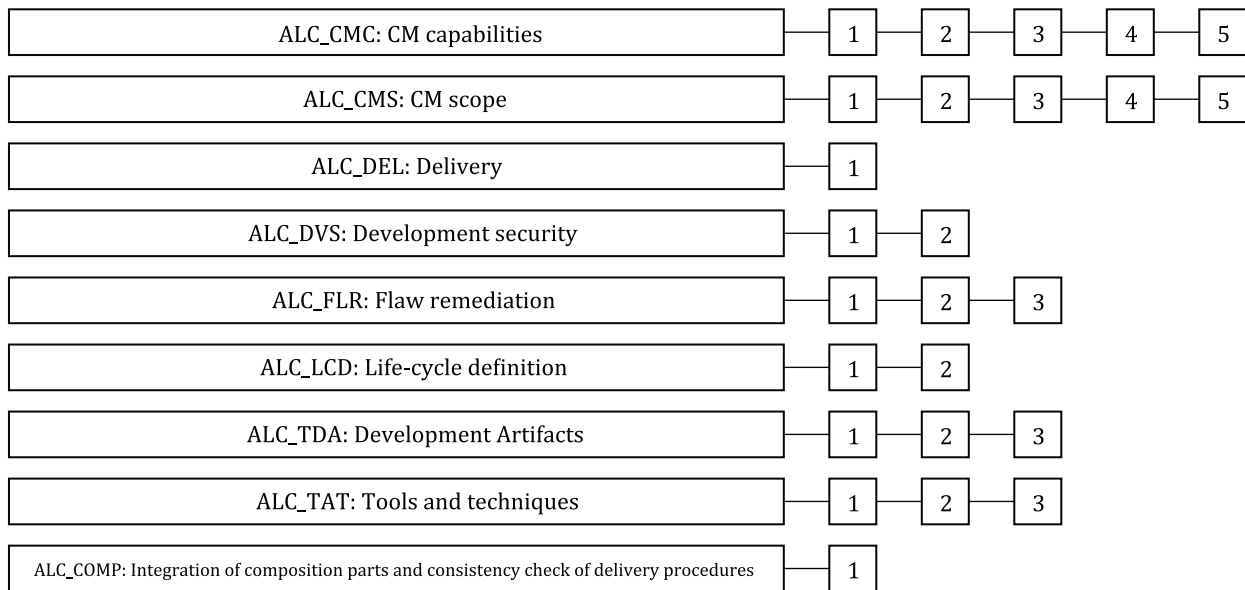 ALC_CMC: CM capabilities 1 2 3 4 5
ALC_CMS: CM scope 1 2 3 4 5
ALC_DEL: Delivery 1
ALC_DVS: Development security 1 2
ALC_FLR: Flaw remediation 1 2 3
ALC_LCD: Life-cycle definition 1 2
ALC_TDA: Development Artifacts 1 2 3
ALC_TAT: Tools and techniques 1 2 3
ALC_COMP: Integration of composition parts and consistency check of delivery procedures 1